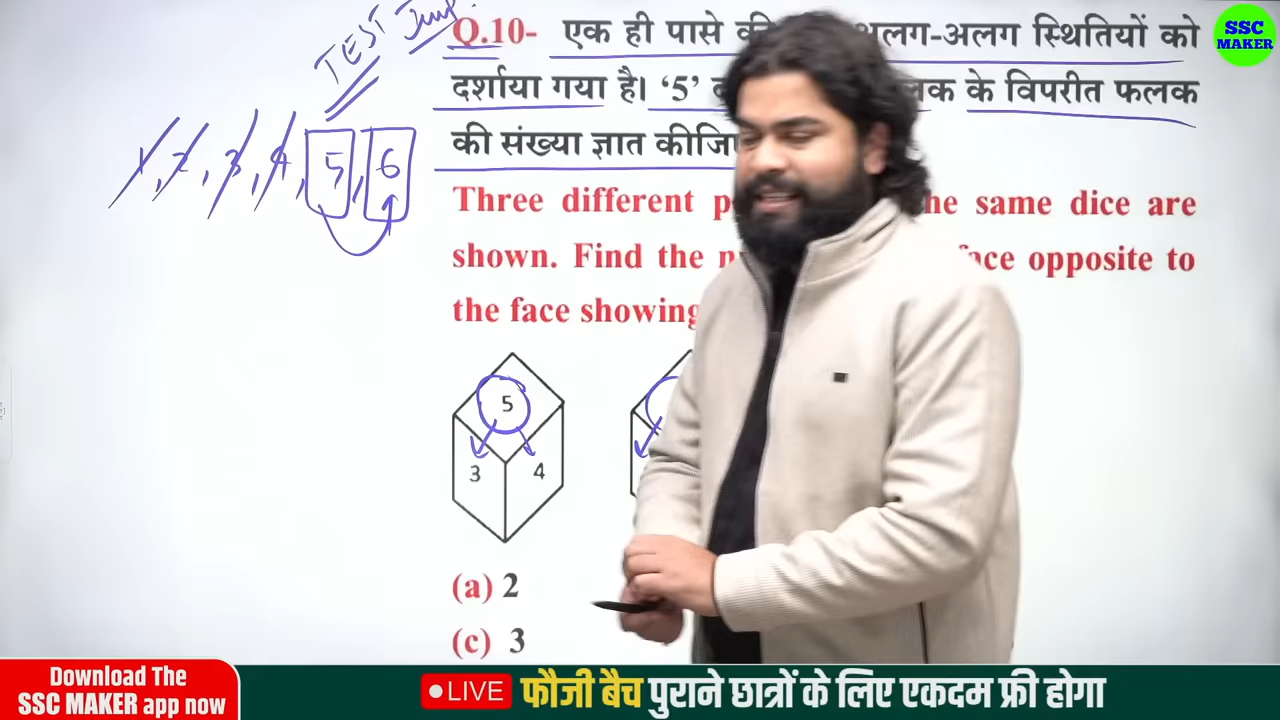 TEST
1, 2, 3, 4, 5, 6
Q.10- एक ही पासे की अलग-अलग स्थितियों को
दर्शाया गया है। ‘5’ के विपरीत फलक
की संख्या ज्ञात कीजि
Three different he same dice are
shown. Find the ace opposite to
the face showing
5
3 4
(a) 2
(c) 3
SSC
MAKER
Download The
SSC MAKER app now
LIVE फौजी बैच पुराने छात्रों के लिए एकदम फ्री होगा